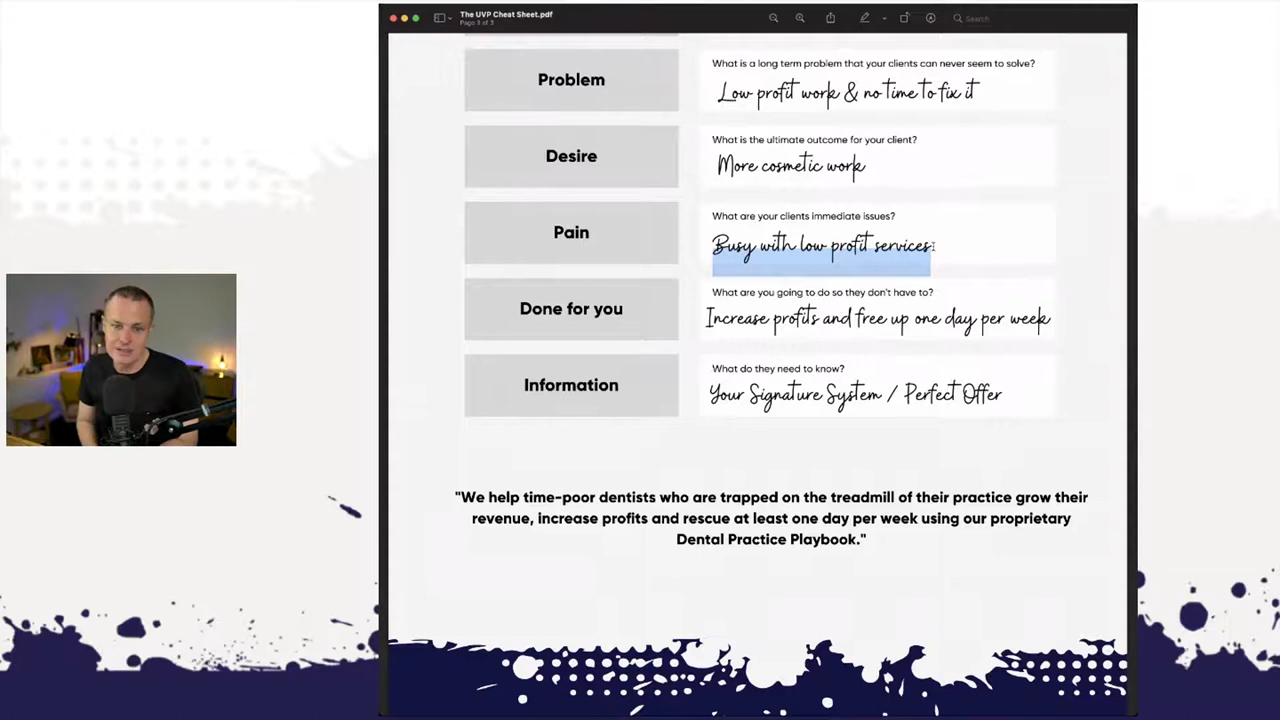 The UVP Cheat Sheet.pdf
Page 3 of 3
Search
Problem
What is a long term problem that your clients can never seem to solve?
Low profit work & no time to fix it
Desire
What is the ultimate outcome for your client?
More cosmetic work
Pain
What are your clients immediate issues?
Busy with low profit services
Done for you
What are you going to do so they don't have to?
Increase profits and free up one day per week
Information
What do they need to know?
Your Signature System / Perfect Offer
"We help time-poor dentists who are trapped on the treadmill of their practice grow their
revenue, increase profits and rescue at least one day per week using our proprietary
Dental Practice Playbook."